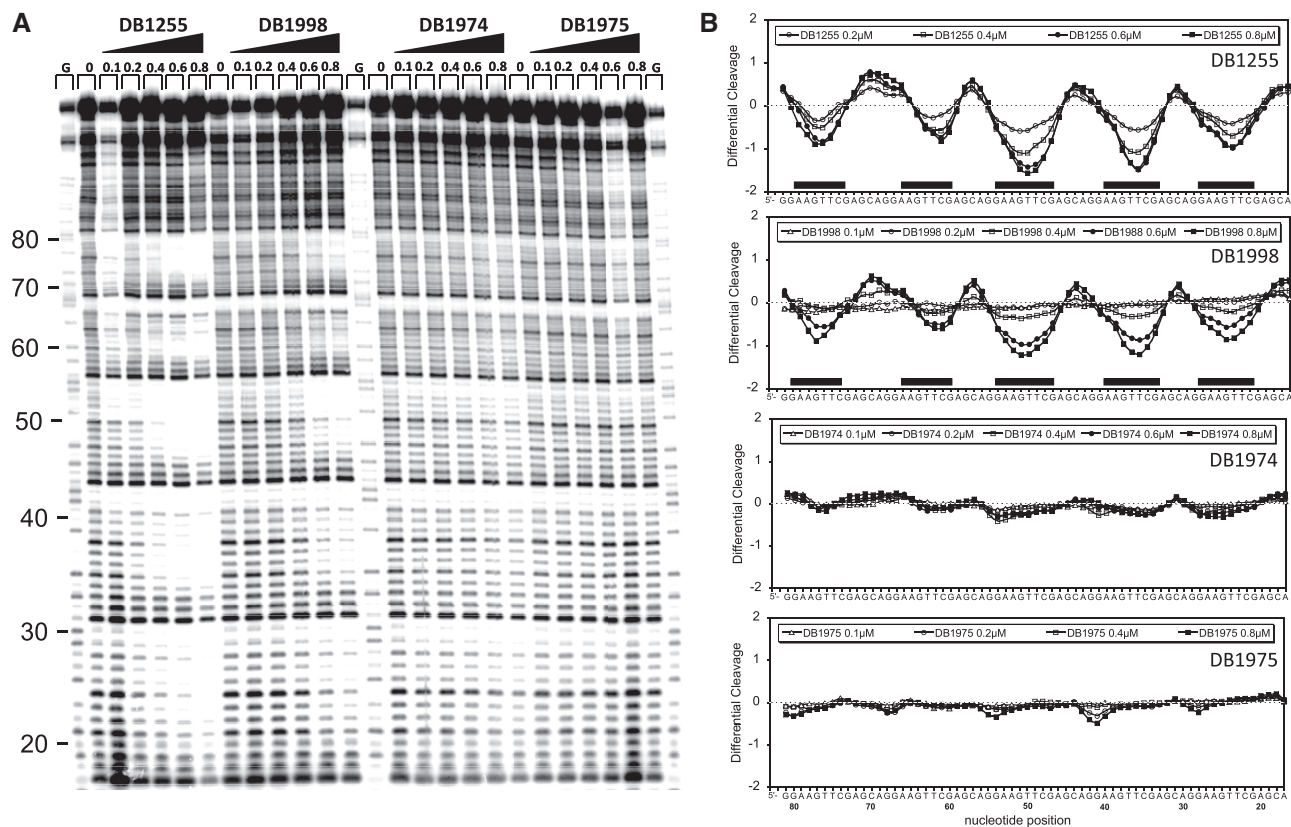 A
DB1255 DB1998 DB1974 DB1975
G 0 0.1 0.2 0.4 0.6 0.8 0 0.1 0.2 0.4 0.6 0.8 G 0 0.1 0.2 0.4 0.6 0.8 0 0.1 0.2 0.4 0.6 0.8 G
80
70
60
50
40
30
20
B
Differential Cleavage
2
1
0
-1
-2
DB1255 0.2µM DB1255 0.4µM DB1255 0.6µM DB1255 0.8µM
DB1255
5'- GGAAGTTCGAGCAGGAAGTTCGAGCAGGAAGTTCGAGCAGGAAGTTCGAGCAGGAAGTTCGAGCA
Differential Cleavage
2
1
0
-1
-2
DB1998 0.1µM DB1998 0.2µM DB1998 0.4µM DB1988 0.6µM DB1998 0.8µM
DB1998
5'- GGAAGTTCGAGCAGGAAGTTCGAGCAGGAAGTTCGAGCAGGAAGTTCGAGCAGGAAGTTCGAGCA
Differential Cleavage
2
1
0
-1
-2
DB1974 0.1µM DB1974 0.2µM DB1974 0.4µM DB1974 0.6µM DB1974 0.8µM
DB1974
5'- GGAAGTTCGAGCAGGAAGTTCGAGCAGGAAGTTCGAGCAGGAAGTTCGAGCAGGAAGTTCGAGCA
Differential Cleavage
2
1
0
-1
-2
DB1975 0.1µM DB1975 0.2µM DB1975 0.4µM DB1975 0.8µM
DB1975
5'- GGAAGTTCGAGCAGGAAGTTCGAGCAGGAAGTTCGAGCAGGAAGTTCGAGCAGGAAGTTCGAGCA
80 70 60 50 40 30 20
nucleotide position